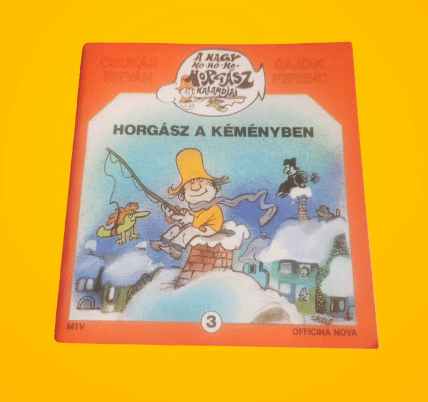 CSUKÁS
ISTVÁN
A NAGY
HO-HO-HO-
HORGÁSZ
KALANDJAI
SAJDIK
FERENC
HORGÁSZ A KÉMÉNYBEN
3
MTV
OFFICINA NOVA